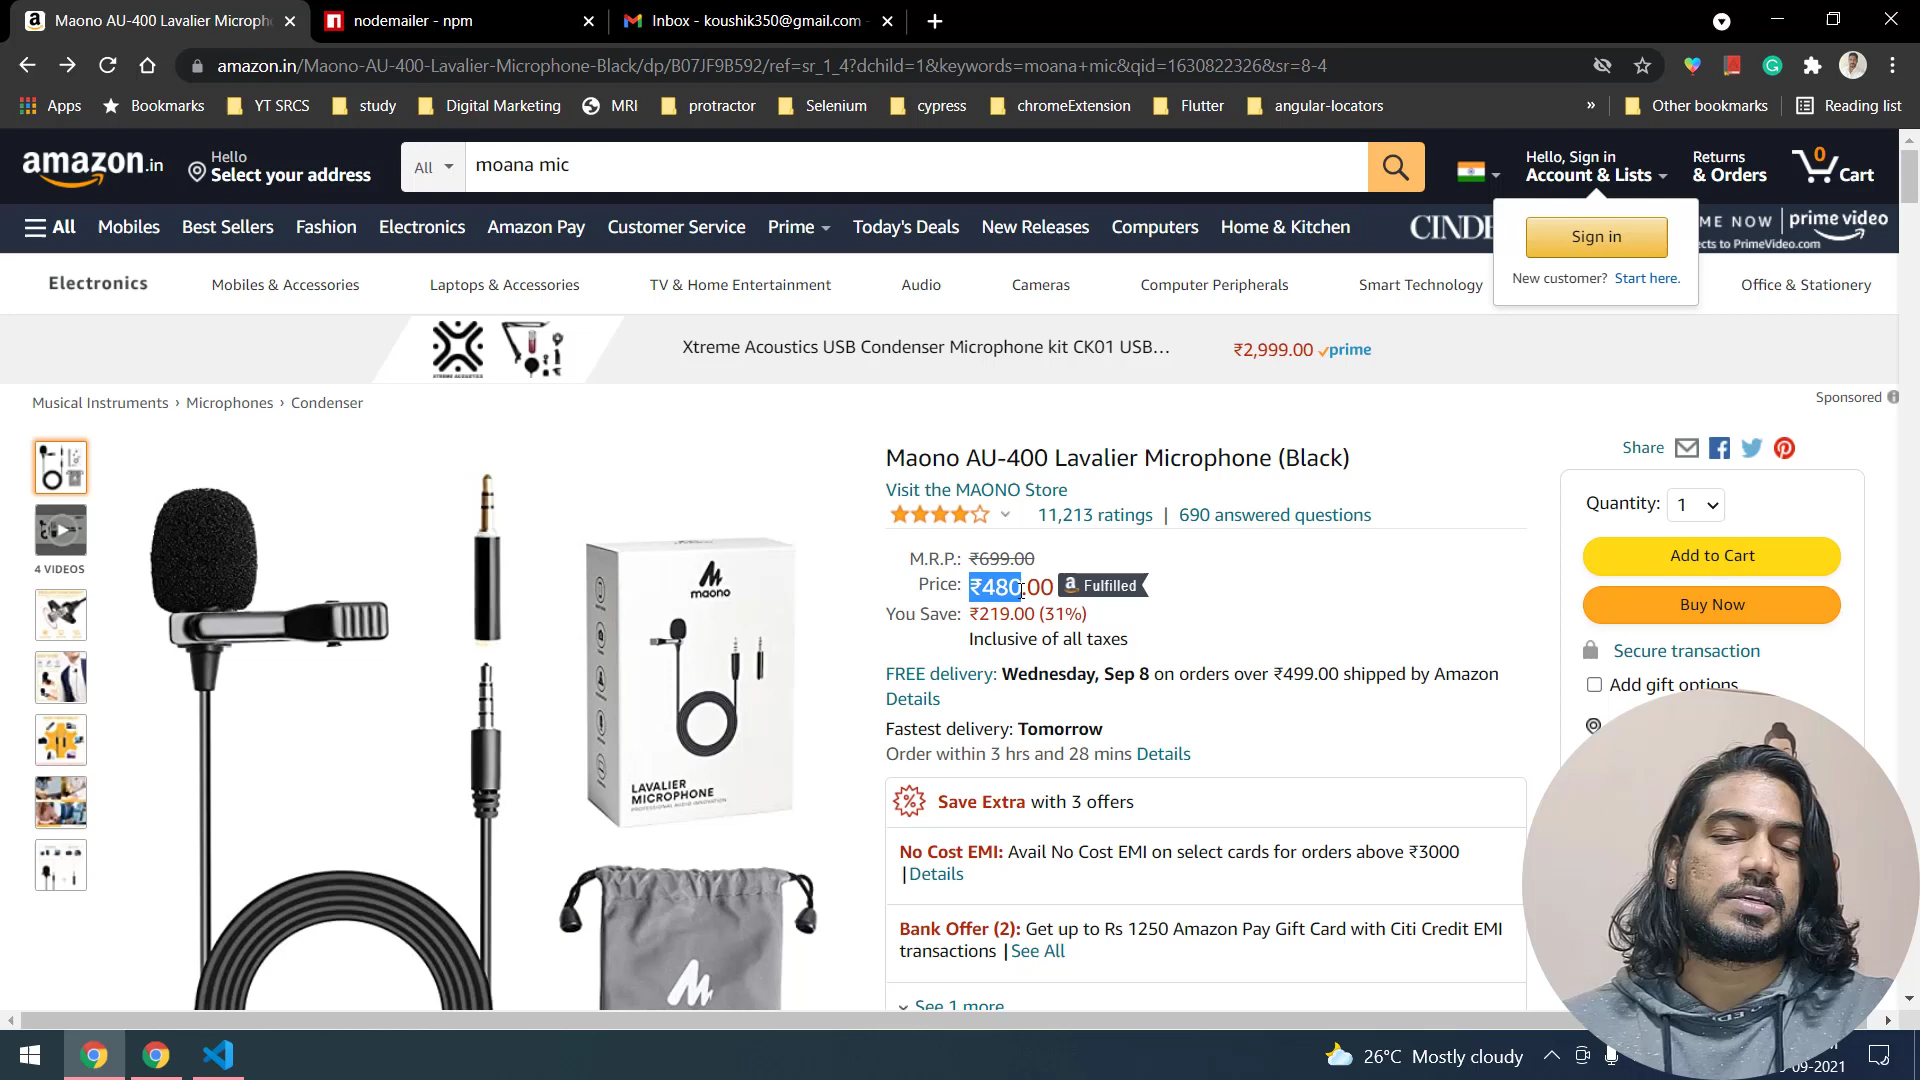 Maono AU-400 Lavalier Microph
nodemailer - npm
Inbox - koushik350@gmail.com
amazon.in/Maono-AU-400-Lavalier-Microphone-Black/dp/B07JF9B592/ref=sr_1_4?dchild=1&keywords=moana+mic&qid=1630822326&sr=8-4
Apps
Bookmarks
YT SRCS
study
Digital Marketing
MRI
protractor
Selenium
cypress
chromeExtension
Flutter
angular-locators
»
Other bookmarks
Reading list
amazon.in
Hello
Select your address
All
moana mic
Hello, Sign in
Account & Lists
Returns
& Orders
0
Cart
All
Mobiles
Best Sellers
Fashion
Electronics
Amazon Pay
Customer Service
Prime
Today's Deals
New Releases
Computers
Home & Kitchen
CINDE
ME NOW
prime video
cts to PrimeVideo.com
Sign in
New customer? Start here.
Electronics
Mobiles & Accessories
Laptops & Accessories
TV & Home Entertainment
Audio
Cameras
Computer Peripherals
Smart Technology
Office & Stationery
XTREME ACOUSTICS
Xtreme Acoustics USB Condenser Microphone kit CK01 USB...
₹2,999.00 prime
Musical Instruments › Microphones › Condenser
Sponsored
4 VIDEOS
maono
LAVALIER
MICROPHONE
Maono AU-400 Lavalier Microphone (Black)
Visit the MAONO Store
11,213 ratings | 690 answered questions
M.R.P.: ₹699.00
Price: ₹480.00 Fulfilled
You Save: ₹219.00 (31%)
Inclusive of all taxes
FREE delivery: Wednesday, Sep 8 on orders over ₹499.00 shipped by Amazon
Details
Fastest delivery: Tomorrow
Order within 3 hrs and 28 mins Details
Save Extra with 3 offers
No Cost EMI: Avail No Cost EMI on select cards for orders above ₹3000
|Details
Bank Offer (2): Get up to Rs 1250 Amazon Pay Gift Card with Citi Credit EMI
transactions |See All
See 1 more
Share
Quantity: 1
Add to Cart
Buy Now
Secure transaction
Add gift options
26°C Mostly cloudy
-09-2021